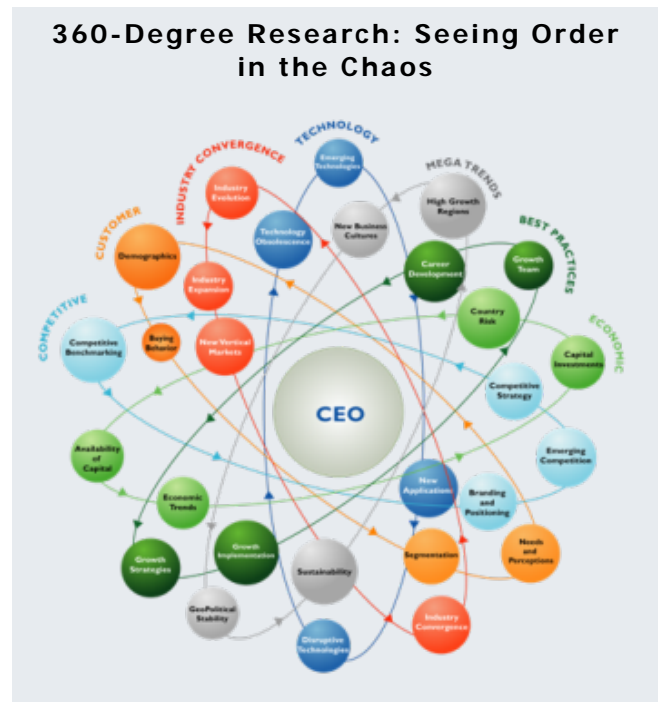 360-Degree Research: Seeing Order
in the Chaos
TECHNOLOGY
INDUSTRY CONVERGENCE
MEGA TRENDS
CUSTOMER
BEST PRACTICES
COMPETITIVE
ECONOMIC
Emerging
Technologies
Industry
Evolution
High Growth
Regions
Technology
Obsolescence
New Business
Cultures
Demographics
Career
Development
Growth
Team
Industry
Expansion
Country
Risk
Competitive
Benchmarking
Buying
Behavior
New Vertical
Markets
Capital
Investments
Competitive
Strategy
CEO
Availability
of
Capital
Emerging
Competition
Economic
Trends
New
Applications
Branding
and
Positioning
Growth
Strategies
Growth
Implementation
Sustainability
Segmentation
Needs
and
Perceptions
GeoPolitical
Stability
Disruptive
Technologies
Industry
Convergence